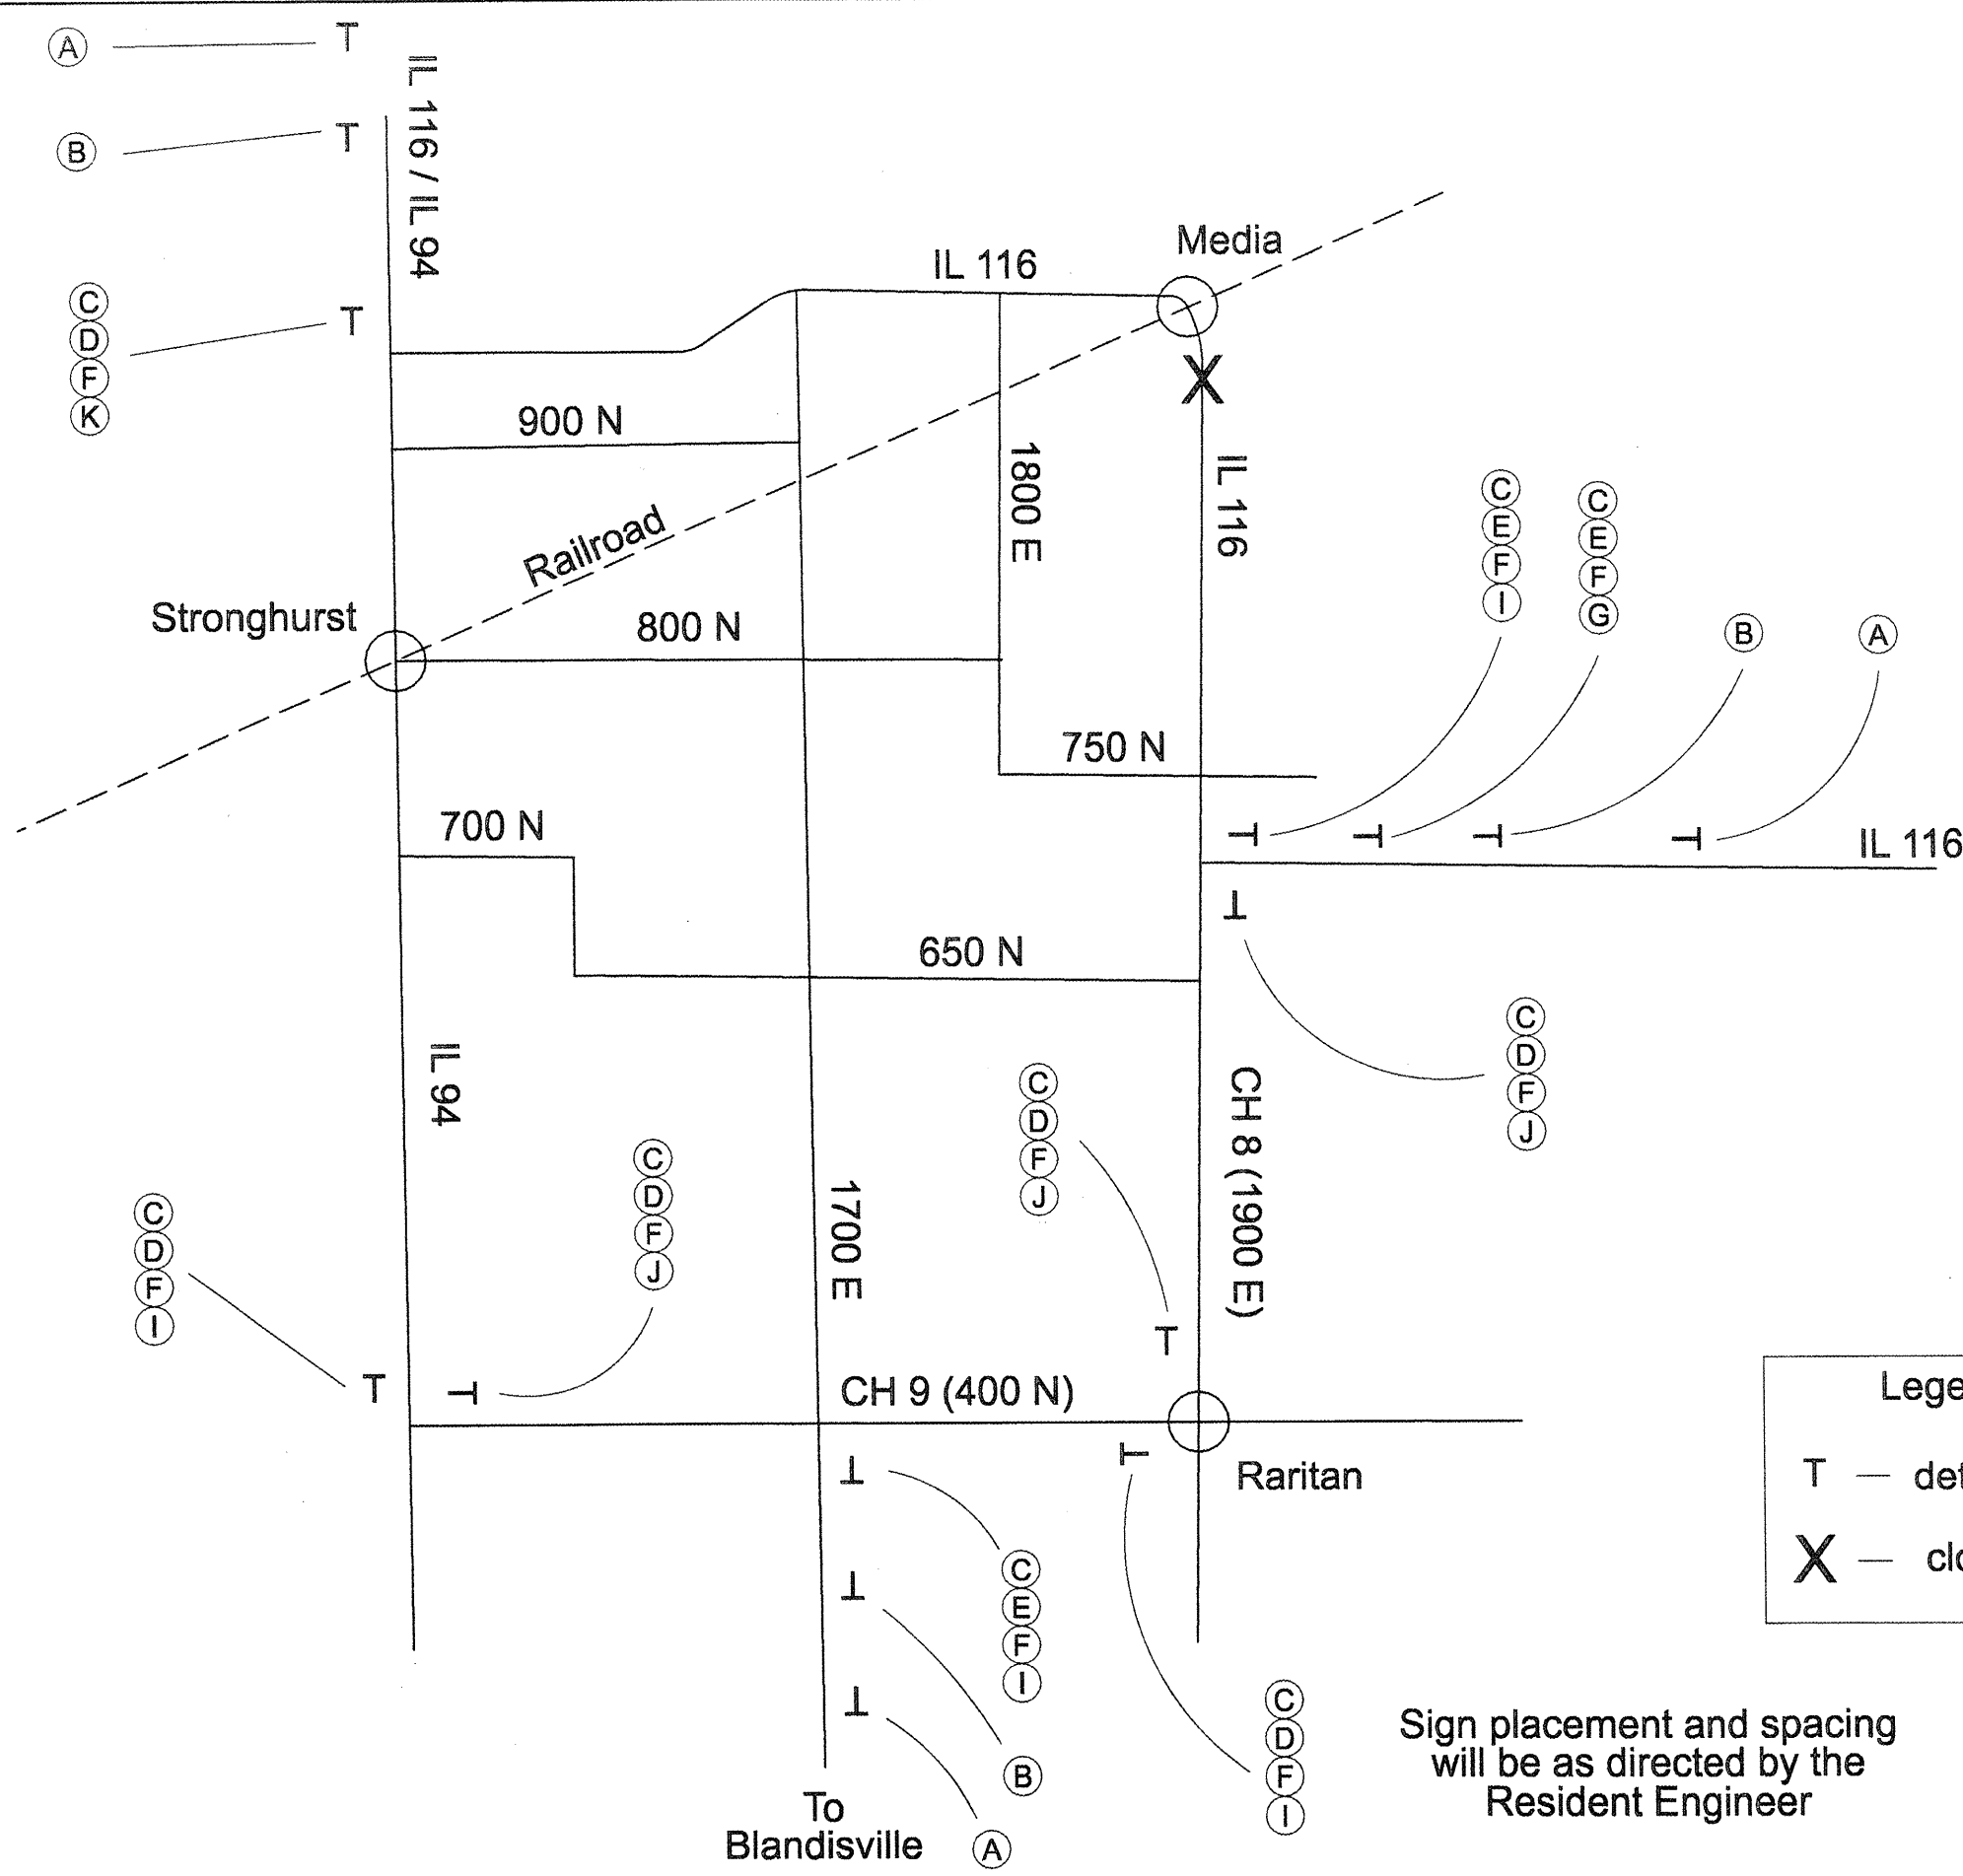 A
T
IL 116 / IL 94
B
T
Media
IL 116
C
D
F
K
T
X
900 N
1800 E
IL 116
Railroad
Stronghurst
800 N
C
E
F
I
C
E
F
G
B
A
750 N
700 N
T
T
T
T
IL 116
T
650 N
IL 94
C
D
F
J
C
D
F
J
CH 8 (1900 E)
C
D
F
J
1700 E
C
D
F
I
T
T
T
CH 9 (400 N)
T
T
Raritan
T
T
C
E
F
I
B
A
C
D
F
I
To
Blandisville
T —
X —
Sign placement and spacing
will be as directed by the
Resident Engineer